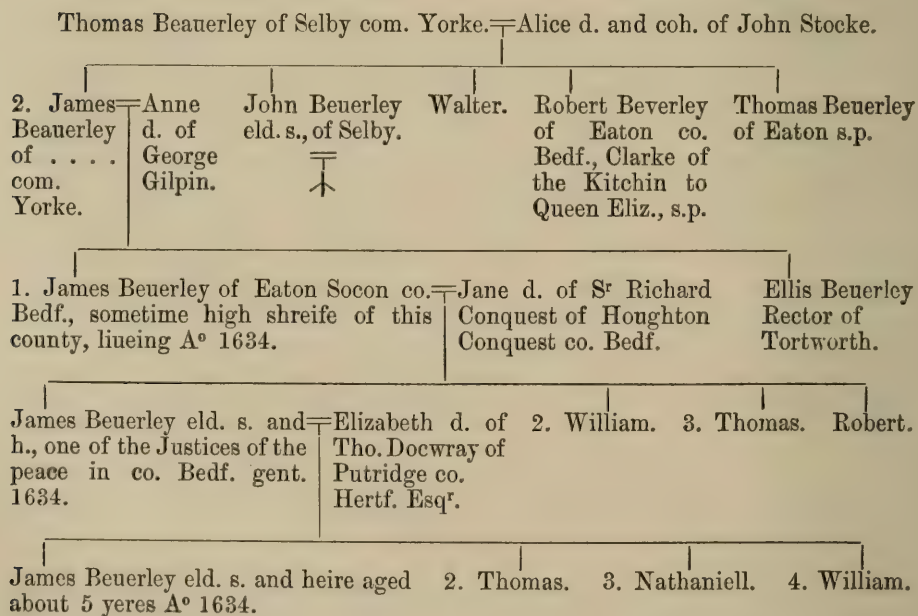 Thomas Beauerley of Selby com. Yorke. Alice d. and coh. of John Stocke.
2. James
Beauerley
of . . . .
com.
Yorke.
Anne
d. of
George
Gilpin.
John Beuerley
eld. s., of Selby.
Walter.
Robert Beverley
of Eaton co.
Bedf., Clarke of
the Kitchin to
Queen Eliz., s.p.
Thomas Beuerley
of Eaton s.p.
1. James Beuerley of Eaton Socon co.
Bedf., sometime high shreife of this
county, liueing Aº 1634.
Jane d. of Sʳ Richard
Conquest of Houghton
Conquest co. Bedf.
Ellis Beuerley
Rector of
Tortworth.
James Beuerley eld. s. and
h., one of the Justices of the
peace in co. Bedf. gent.
1634.
Elizabeth d. of
Tho. Docwray of
Putridge co.
Hertf. Esqʳ.
2. William.
3. Thomas.
Robert.
James Beuerley eld. s. and heire aged
about 5 yeres Aº 1634.
2. Thomas.
3. Nathaniell.
4. William.